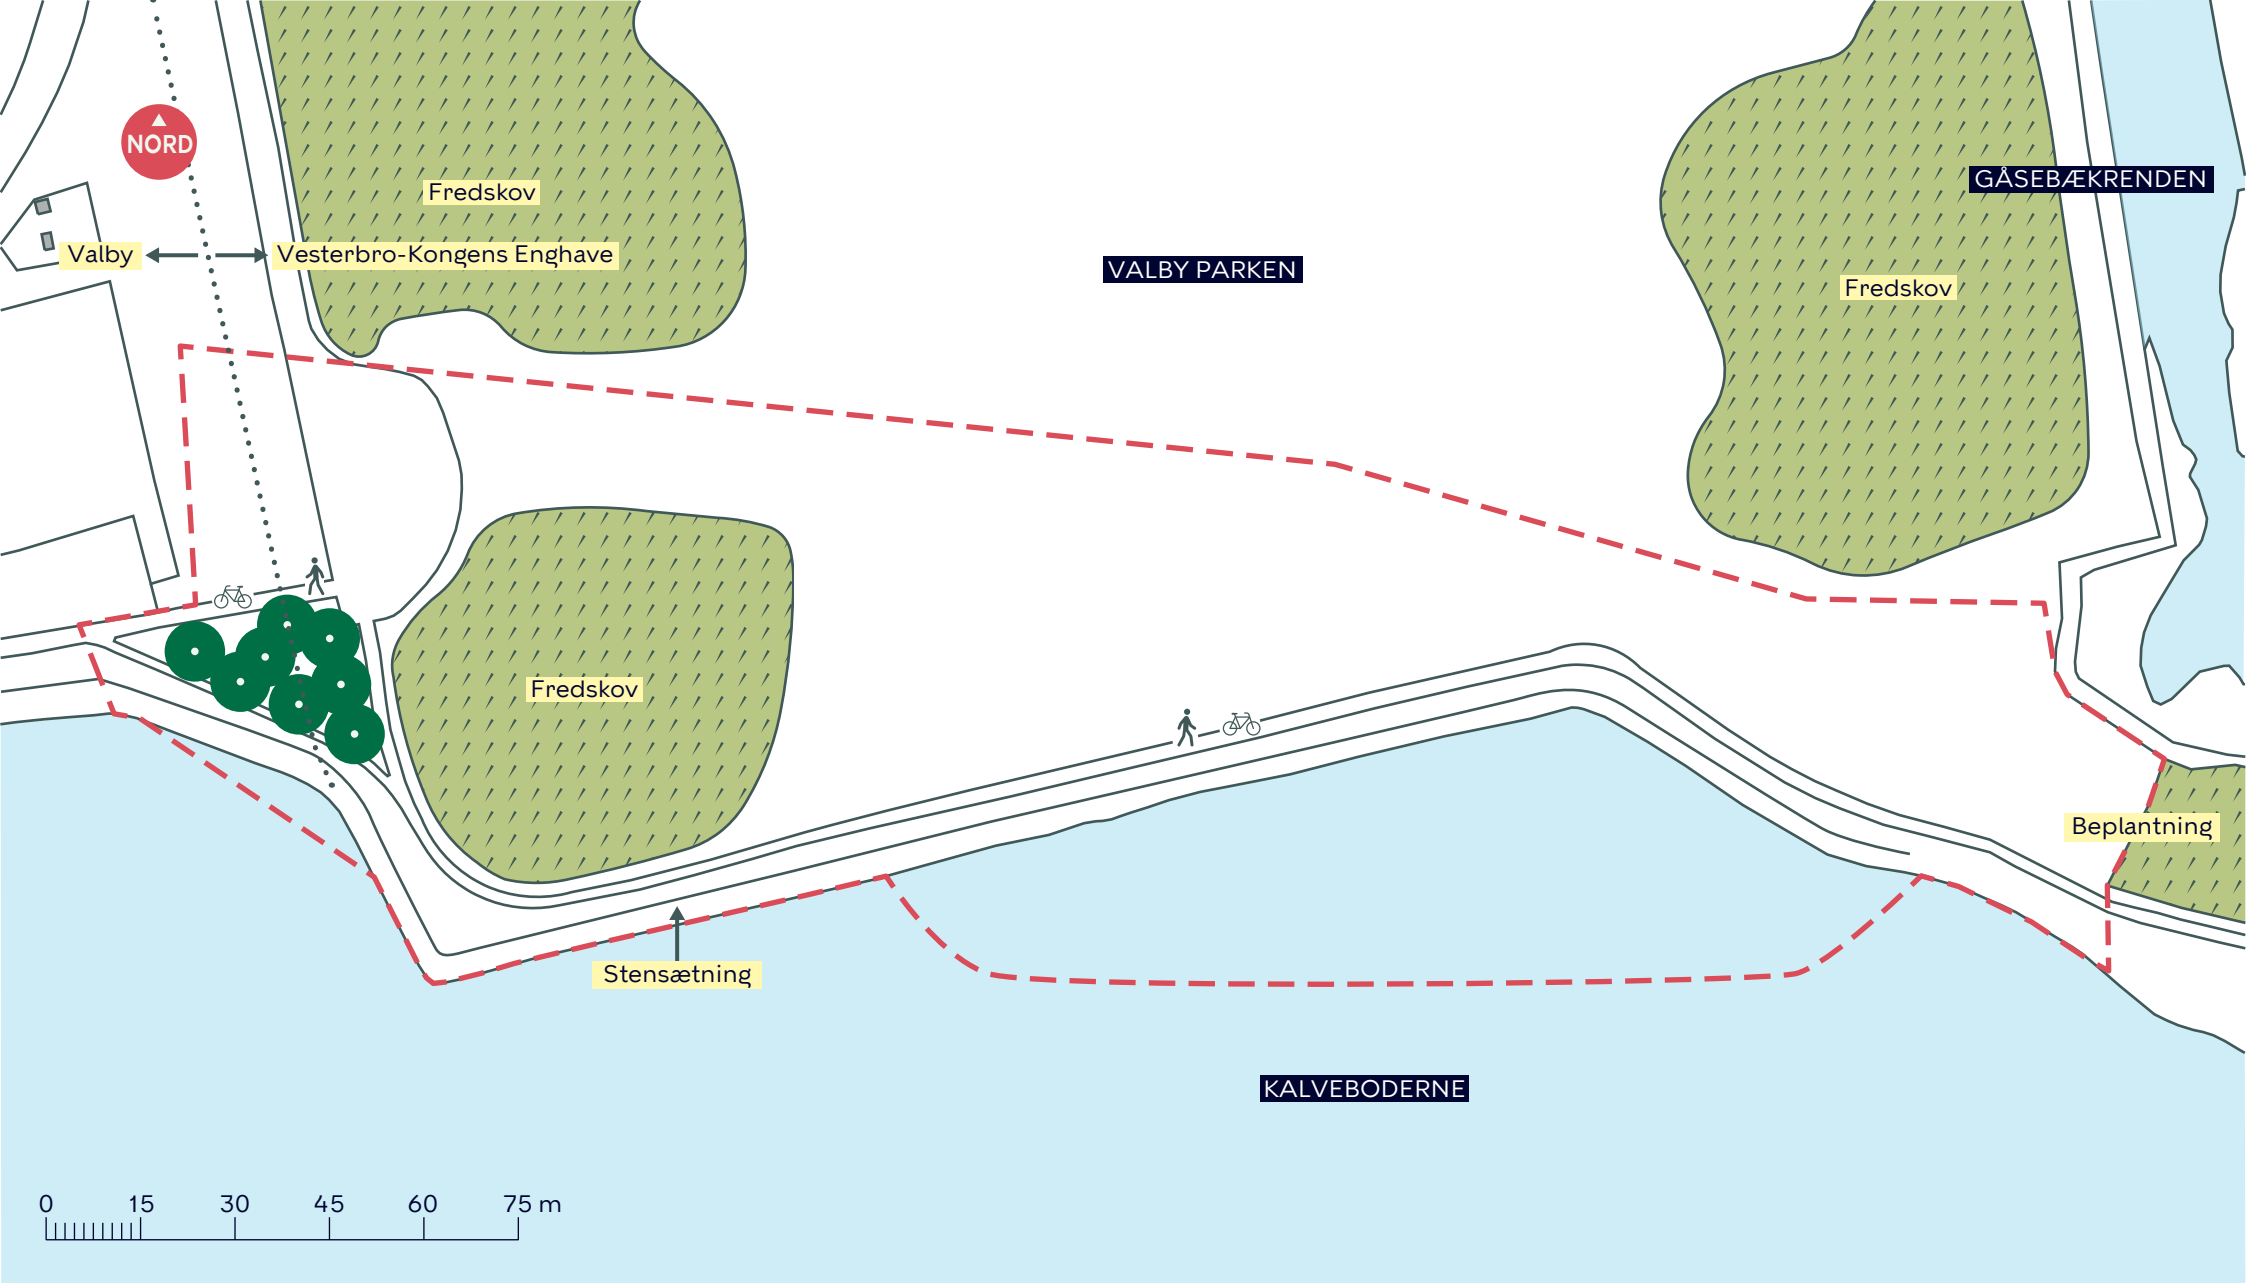 NORD
Fredskov
GÅSEBÆKRENDEN
Valby
Vesterbro-Kongens Enghave
VALBY PARKEN
Fredskov
Fredskov
Beplantning
Stensætning
KALVEBODERNE
0 15 30 45 60 75 m